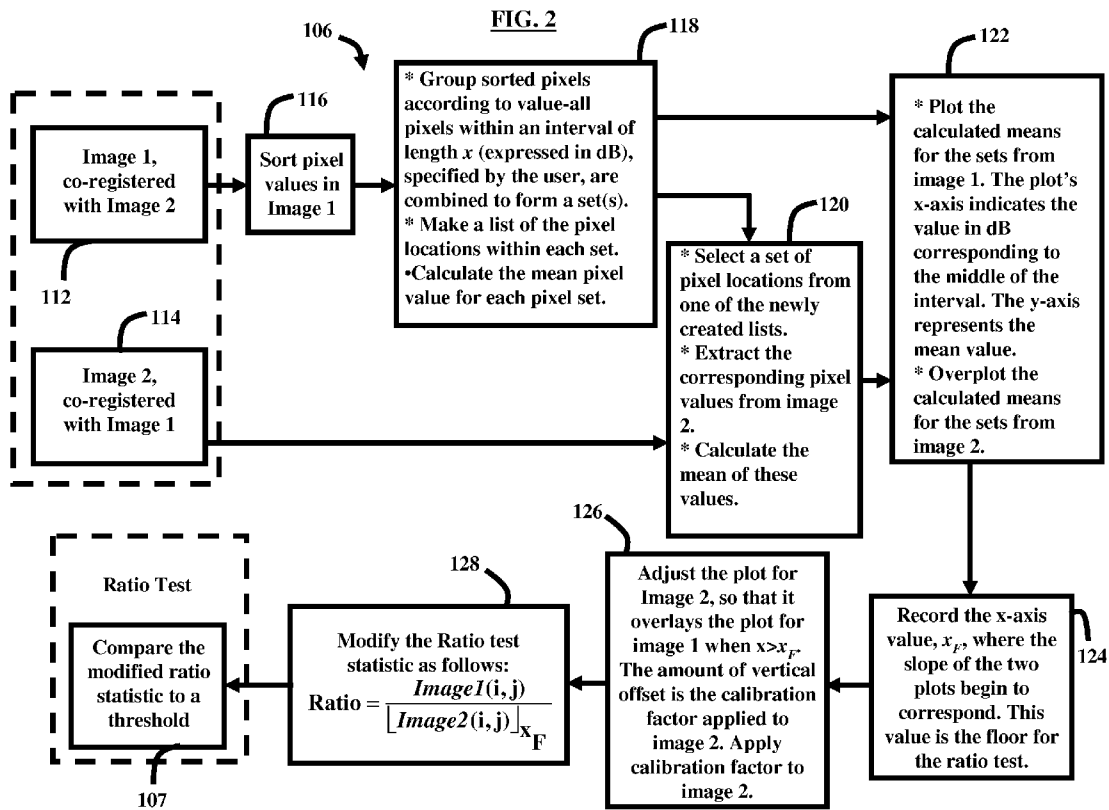 FIG. 2
106
118
122
116
* Group sorted pixels
according to value-all
pixels within an interval of
length x (expressed in dB),
specified by the user, are
combined to form a set(s).
* Make a list of the pixel
locations within each set.
•Calculate the mean pixel
value for each pixel set.
* Plot the
calculated means
for the sets from
image 1. The plot's
x-axis indicates the
value in dB
corresponding to
the middle of the
interval. The y-axis
represents the
mean value.
* Overplot the
calculated means
for the sets from
image 2.
Image 1,
co-registered
with Image 2
Sort pixel
values in
Image 1
112
120
* Select a set of
pixel locations from
one of the newly
created lists.
* Extract the
corresponding pixel
values from image
2.
* Calculate the
mean of these
values.
114
Image 2,
co-registered
with Image 1
126
128
Ratio Test
Compare the
modified ratio
statistic to a
threshold
107
Modify the Ratio test
statistic as follows:
Ratio = Image1(i, j) / ⌊Image2(i, j)⌋x_F
Adjust the plot for
Image 2, so that it
overlays the plot for
image 1 when x>x_F.
The amount of vertical
offset is the calibration
factor applied to
image 2. Apply
calibration factor to
image 2.
Record the x-axis
value, x_F, where the
slope of the two
plots begin to
correspond. This
value is the floor for
the ratio test.
124